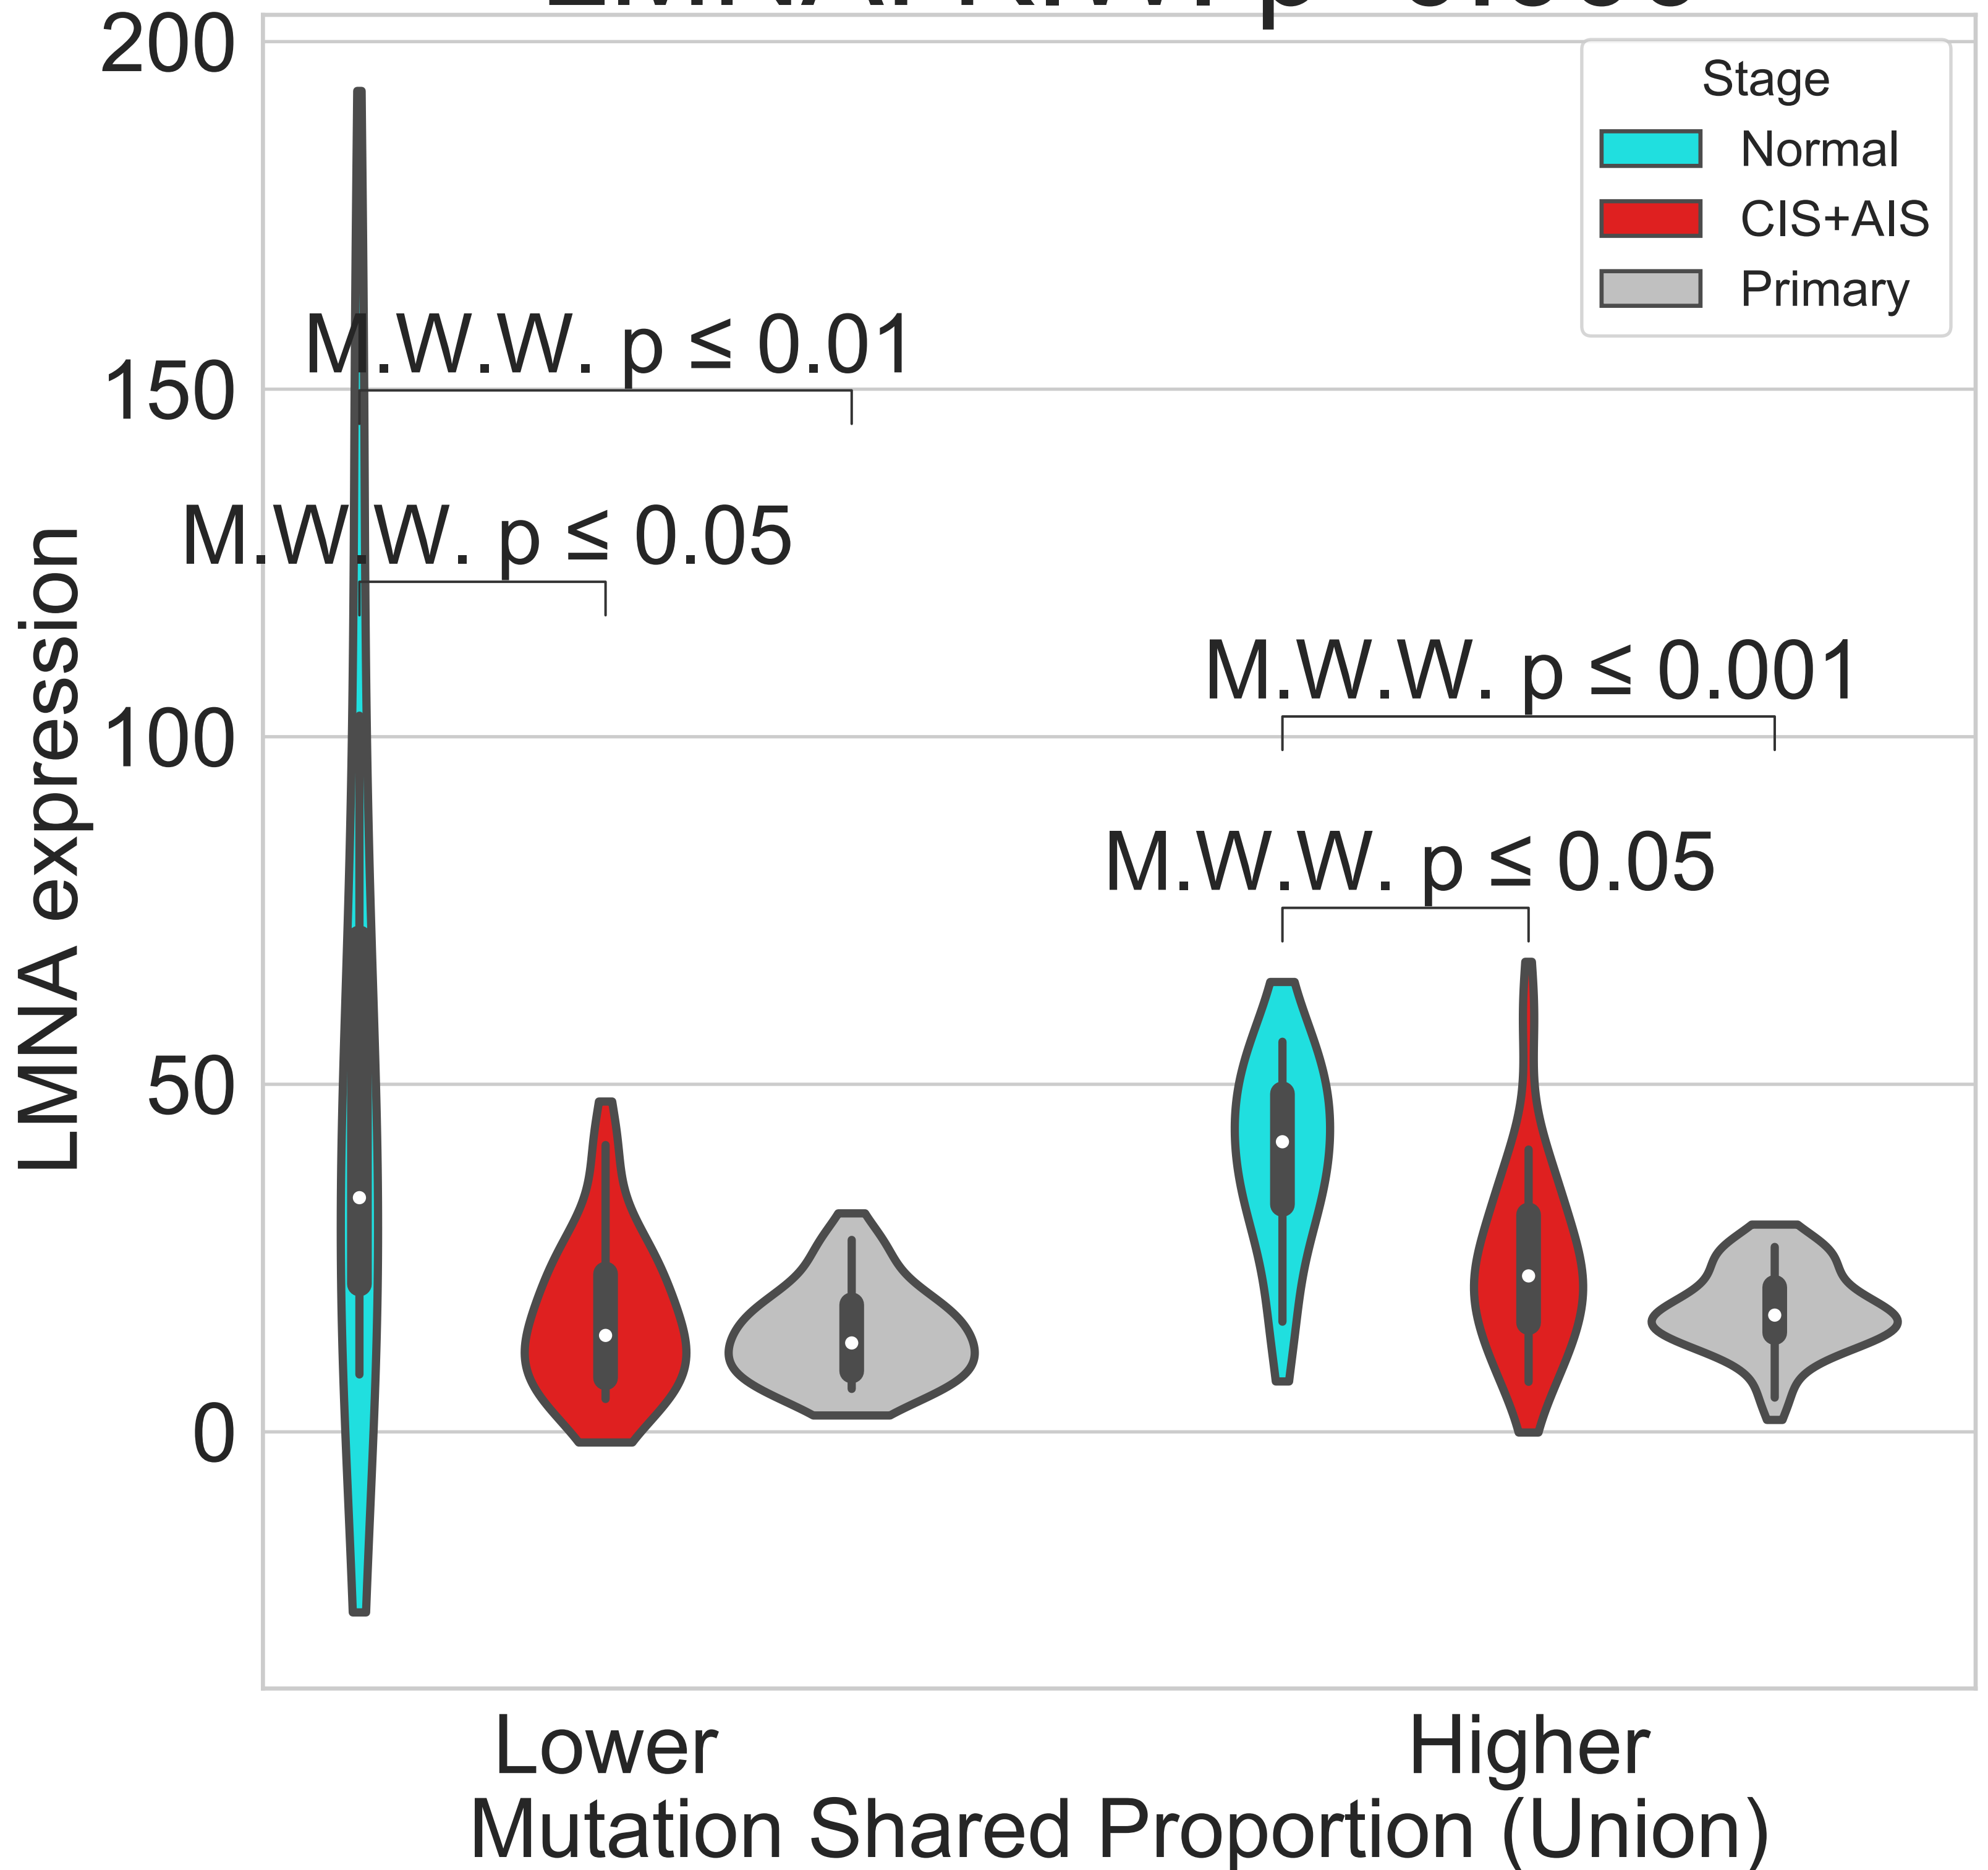 200
150
100
50
0
LMNA expression
Stage
Normal
CIS+AIS
Primary
M.W.W. p ≤ 0.01
M.W.W. p ≤ 0.05
M.W.W. p ≤ 0.001
M.W.W. p ≤ 0.05
Lower
Higher
Mutation Shared Proportion (Union)